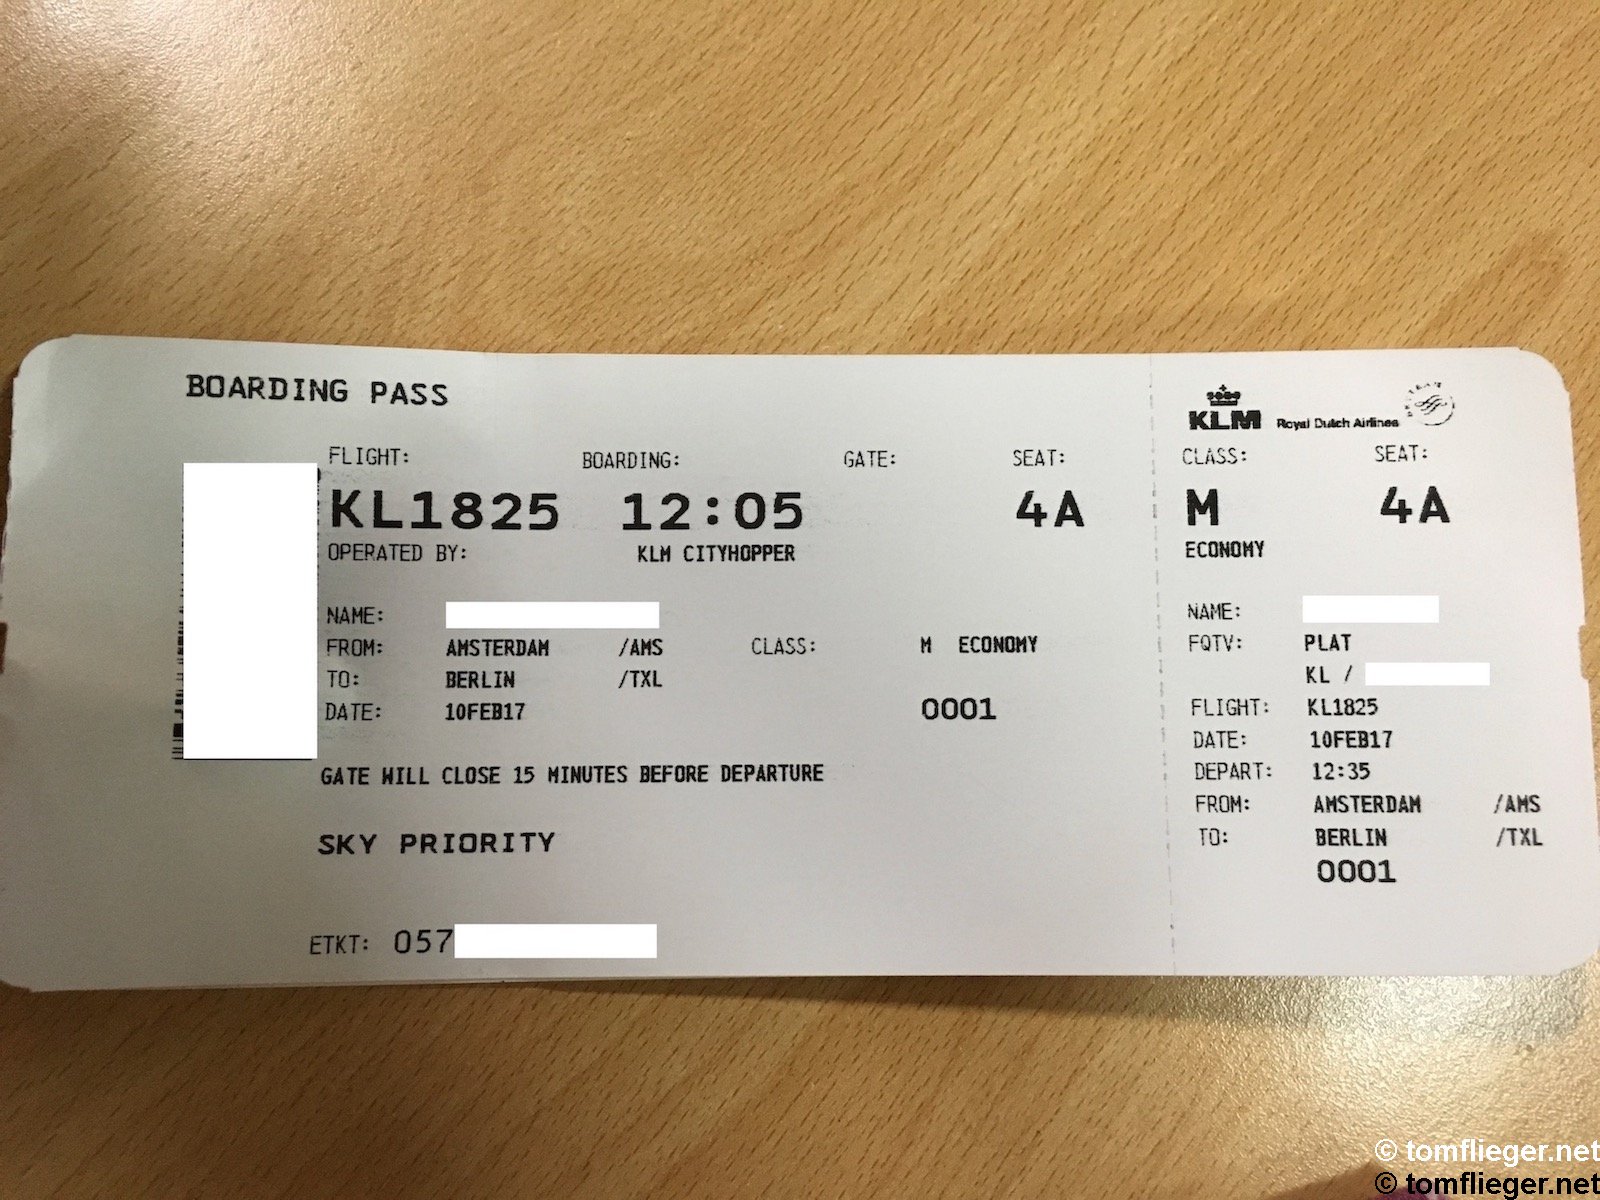 BOARDING PASS
FLIGHT: BOARDING: GATE: SEAT:
KL1825 12:05 4A
OPERATED BY: KLM CITYHOPPER
NAME:
FROM: AMSTERDAM /AMS CLASS: M ECONOMY
TO: BERLIN /TXL
DATE: 10FEB17 0001
GATE WILL CLOSE 15 MINUTES BEFORE DEPARTURE
SKY PRIORITY
ETKT: 057
KLM Royal Dutch Airlines
CLASS: SEAT:
M 4A
ECONOMY
NAME:
FQTV: PLAT
KL /
FLIGHT: KL1825
DATE: 10FEB17
DEPART: 12:35
FROM: AMSTERDAM /AMS
TO: BERLIN /TXL
0001
© tomflieger.net
© tomflieger.net